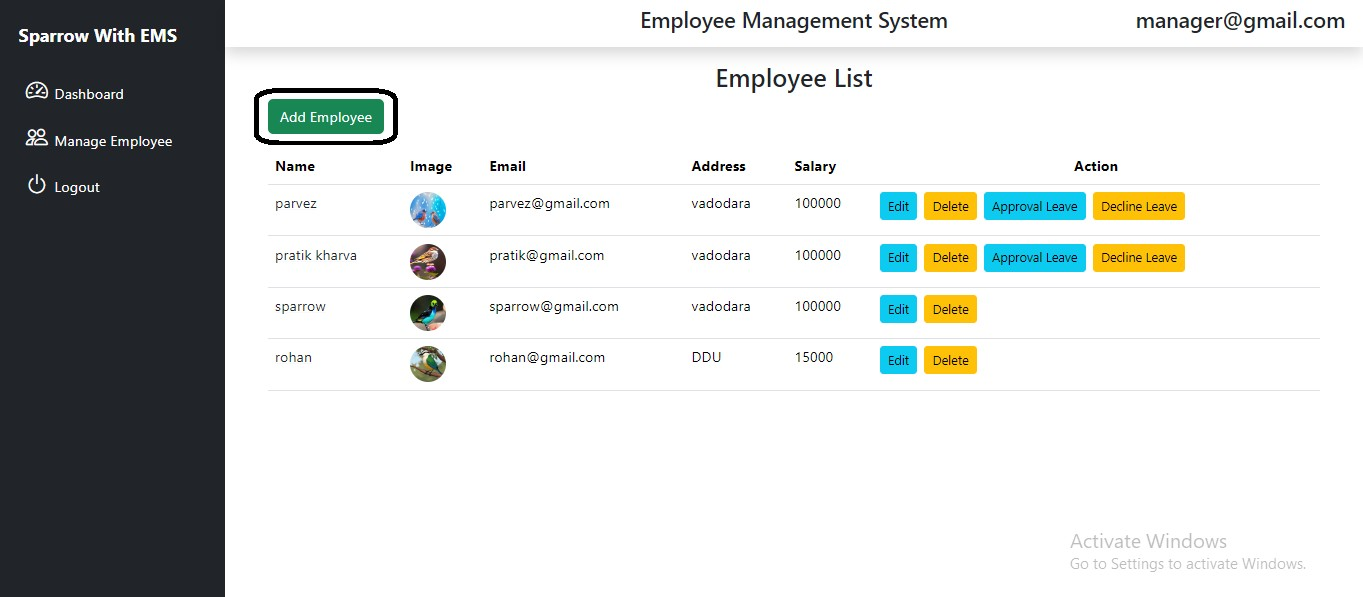 Sparrow With EMS
Employee Management System
manager@gmail.com
Dashboard
Manage Employee
Logout
Employee List
Add Employee
Name Image Email Address Salary Action
parvez parvez@gmail.com vadodara 100000 Edit Delete Approval Leave Decline Leave
pratik kharva pratik@gmail.com vadodara 100000 Edit Delete Approval Leave Decline Leave
sparrow sparrow@gmail.com vadodara 100000 Edit Delete
rohan rohan@gmail.com DDU 15000 Edit Delete
Activate Windows
Go to Settings to activate Windows.